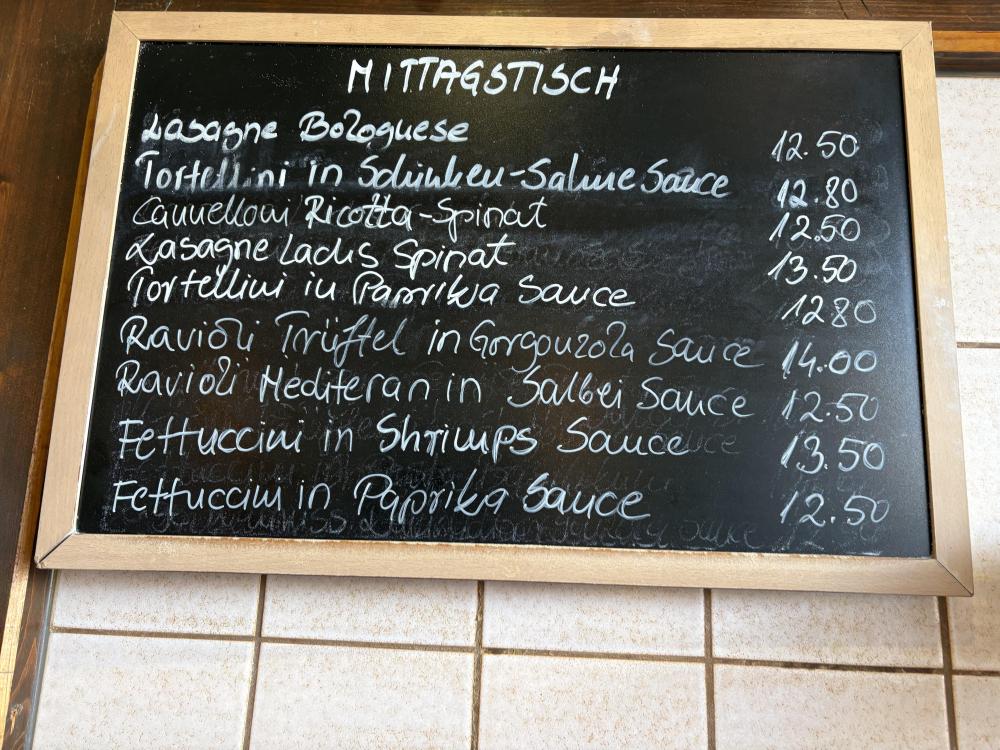 MITTAGSTISCH
Lasagne Bolognese 12.50
Tortellini in Schinken-Sahne Sauce 12.80
Cannelloni Ricotta-Spinat 12.50
Lasagne Lachs Spinat 13.50
Tortellini in Paprika Sauce 1280
Ravioli Trüffel in Gorgonzola Sauce 14.00
Ravioli Mediteran in Salbei Sauce 12.50
Fettuccini in Shrimps Sauce 13.50
Fettuccini in Paprika Sauce 12.50